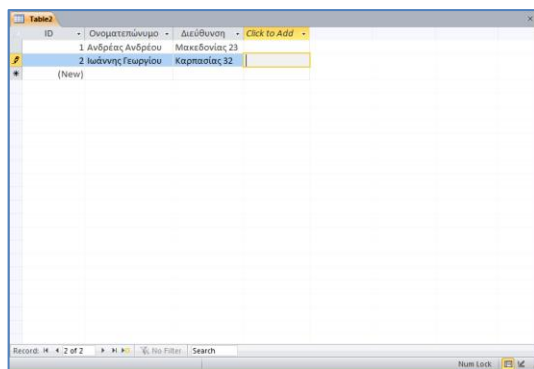 Table2
ID Ονοματεπώνυμο Διεύθυνση Click to Add
1 Ανδρέας Ανδρέου Μακεδονίας 23
2 Ιωάννης Γεωργίου Καρπασίας 32
(New)
Record: 2 of 2 No Filter Search
Num Lock